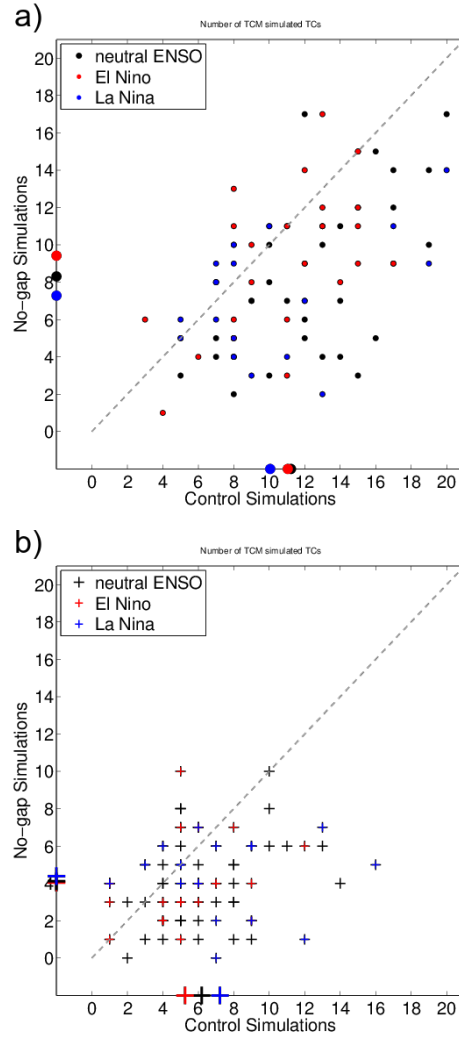 a)
Number of TCM simulated TCs
neutral ENSO
El Nino
La Nina
20
18
16
14
12
10
8
6
4
2
0
No-gap Simulations
0 2 4 6 8 10 12 14 16 18 20
Control Simulations
b)
Number of TCM simulated TCs
neutral ENSO
El Nino
La Nina
20
18
16
14
12
10
8
6
4
2
0
No-gap Simulations
0 2 4 6 8 10 12 14 16 18 20
Control Simulations